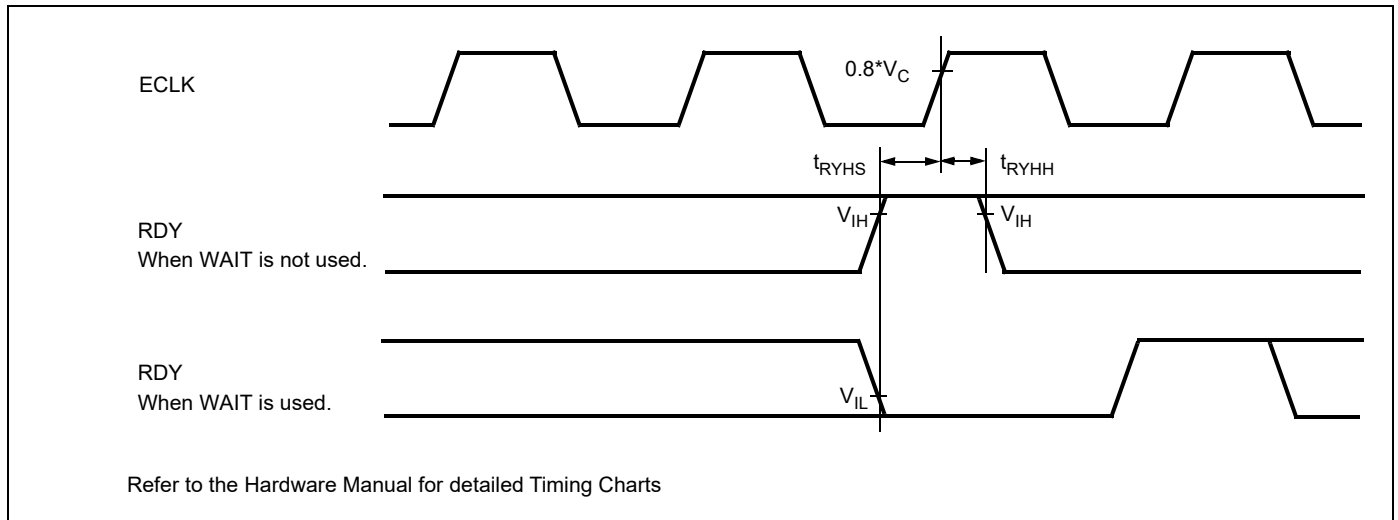 ECLK
0.8*VC
tRYHS
tRYHH
RDY
When WAIT is not used.
VIH
VIH
RDY
When WAIT is used.
VIL
Refer to the Hardware Manual for detailed Timing Charts